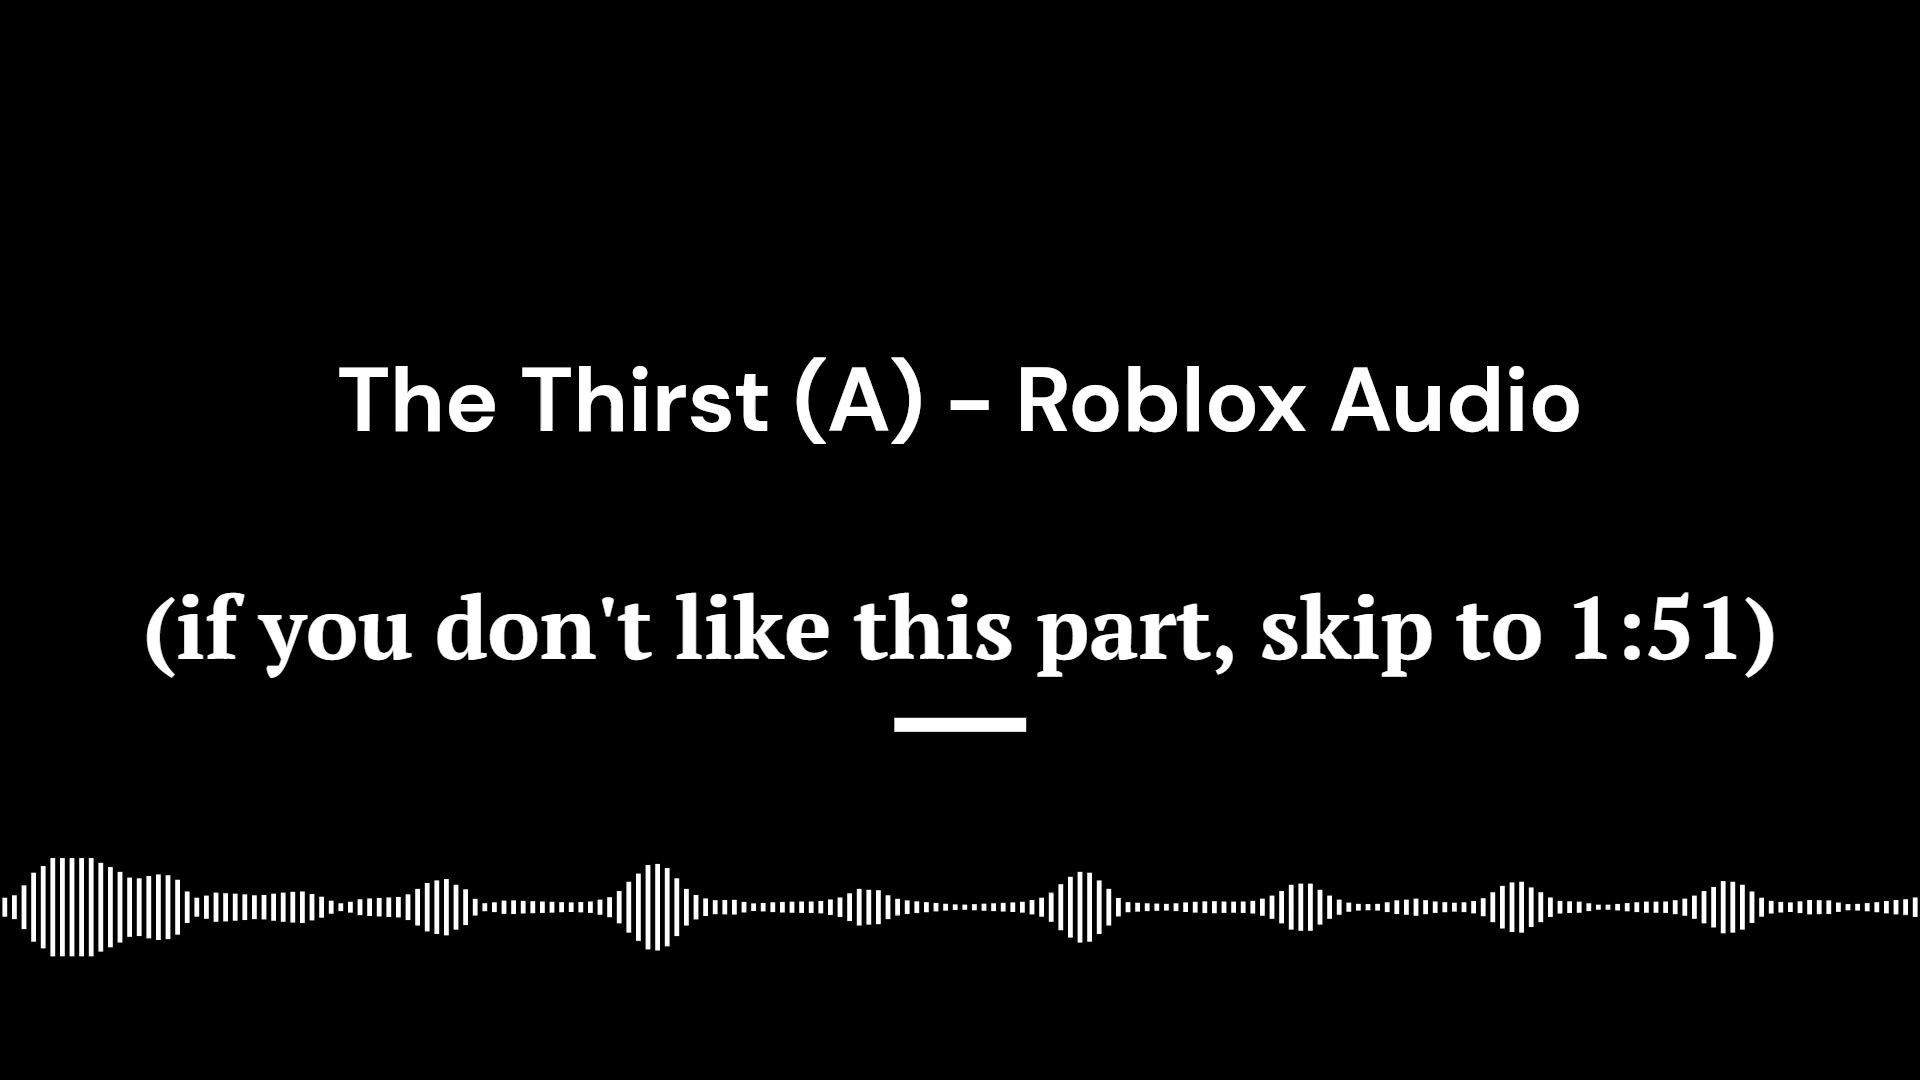 The Thirst (A) - Roblox Audio
(if you don't like this part, skip to 1:51)